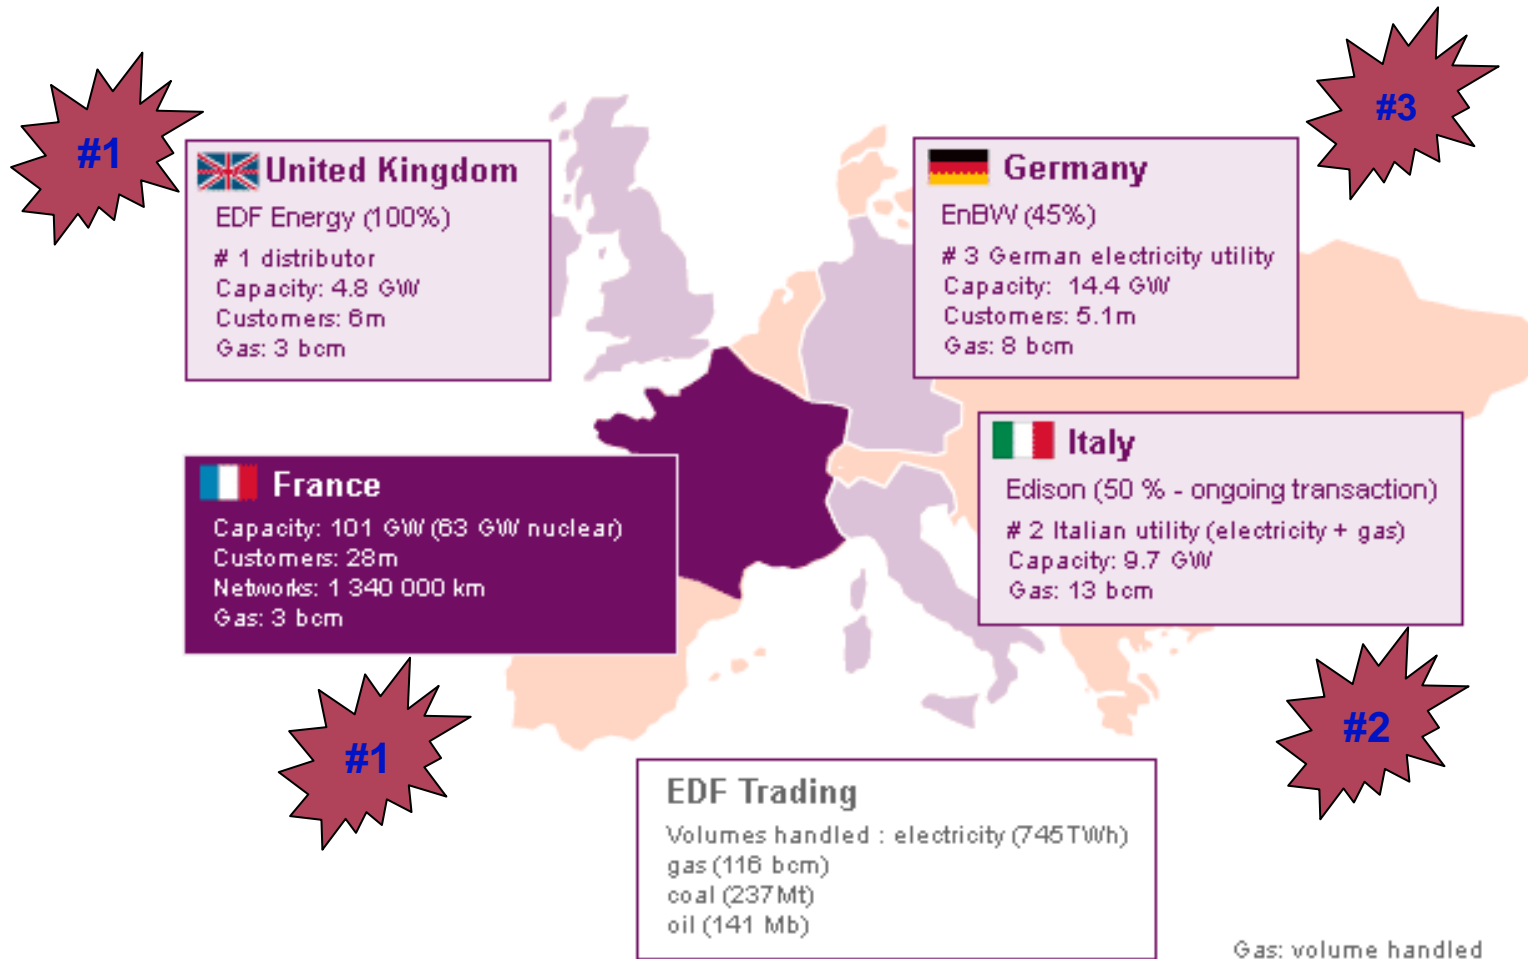 #1
United Kingdom
EDF Energy (100%)
# 1 distributor
Capacity: 4.8 GW
Customers: 6m
Gas: 3 bcm
#3
Germany
EnBW (45%)
# 3 German electricity utility
Capacity: 14.4 GW
Customers: 5.1m
Gas: 8 bcm
France
Capacity: 101 GW (63 GW nuclear)
Customers: 28m
Networks: 1 340 000 km
Gas: 3 bcm
#1
Italy
Edison (50 % - ongoing transaction)
# 2 Italian utility (electricity + gas)
Capacity: 9.7 GW
Gas: 13 bcm
#2
EDF Trading
Volumes handled : electricity (745TWh)
gas (116 bcm)
coal (237Mt)
oil (141 Mb)
Gas: volume handled